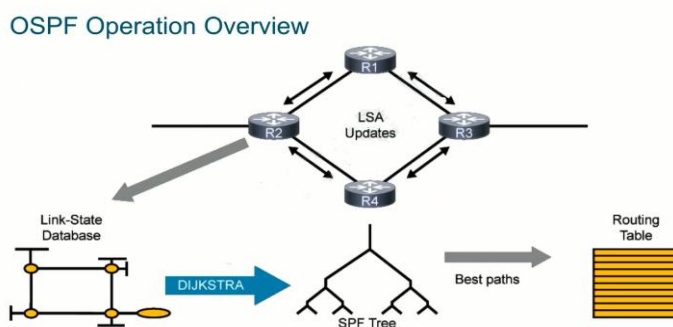 OSPF Operation Overview
R1
LSA
Updates
R2
R3
R4
Link-State
Database
Routing
Table
DIJKSTRA
Best paths
SPF Tree